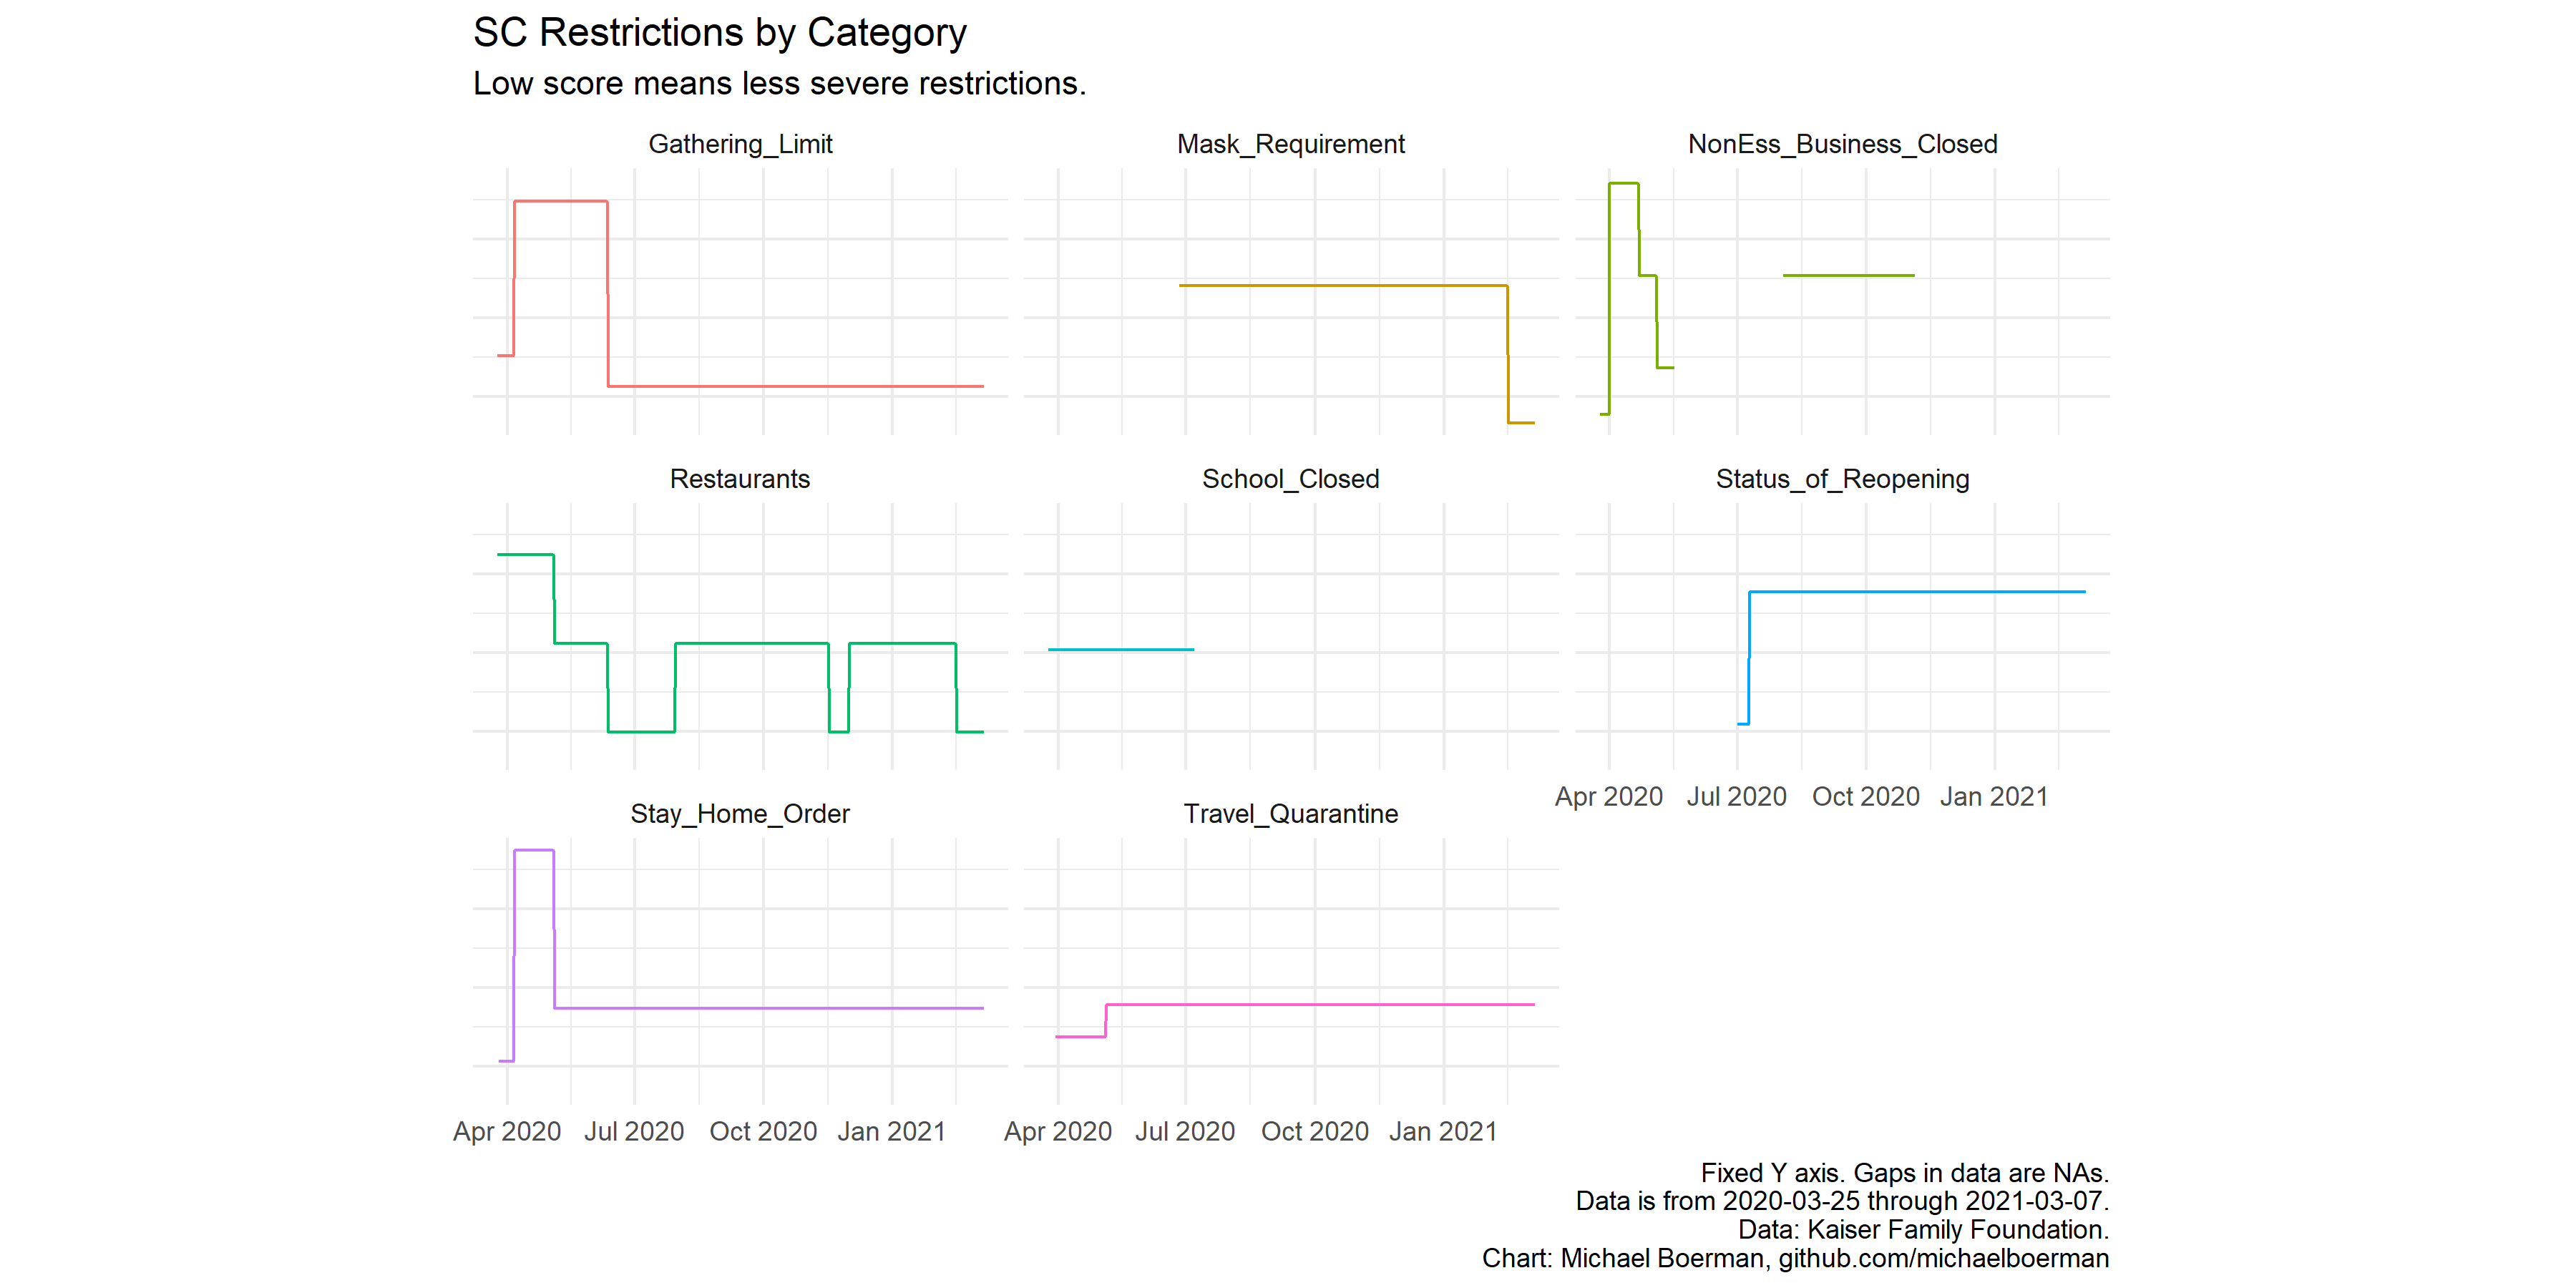 SC Restrictions by Category
Low score means less severe restrictions.
Gathering_Limit
Mask_Requirement
NonEss_Business_Closed
Restaurants
School_Closed
Status_of_Reopening
Apr 2020 Jul 2020 Oct 2020 Jan 2021
Stay_Home_Order
Travel_Quarantine
Apr 2020 Jul 2020 Oct 2020 Jan 2021
Apr 2020 Jul 2020 Oct 2020 Jan 2021
Fixed Y axis. Gaps in data are NAs.
Data is from 2020-03-25 through 2021-03-07.
Data: Kaiser Family Foundation.
Chart: Michael Boerman, github.com/michaelboerman